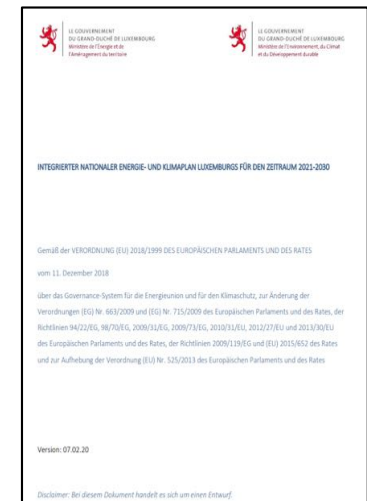 LE GOUVERNEMENT
DU GRAND-DUCHÉ DE LUXEMBOURG
Ministère de l'Énergie et de
l'Aménagement du territoire
LE GOUVERNEMENT
DU GRAND-DUCHÉ DE LUXEMBOURG
Ministère de l'Environnement, du Climat
et du Développement durable
INTEGRIERTER NATIONALER ENERGIE- UND KLIMAPLAN LUXEMBURGS FÜR DEN ZEITRAUM 2021-2030
Gemäß der VERORDNUNG (EU) 2018/1999 DES EUROPÄISCHEN PARLAMENTS UND DES RATES
vom 11. Dezember 2018
über das Governance-System für die Energieunion und für den Klimaschutz, zur Änderung der
Verordnungen (EG) Nr. 663/2009 und (EG) Nr. 715/2009 des Europäischen Parlaments und des Rates, der
Richtlinien 94/22/EG, 98/70/EG, 2009/31/EG, 2009/73/EG, 2010/31/EU, 2012/27/EU und 2013/30/EU
des Europäischen Parlaments und des Rates, der Richtlinien 2009/119/EG und (EU) 2015/652 des Rates
und zur Aufhebung der Verordnung (EU) Nr. 525/2013 des Europäischen Parlaments und des Rates
Version: 07.02.20
Disclaimer: Bei diesem Dokument handelt es sich um einen Entwurf.